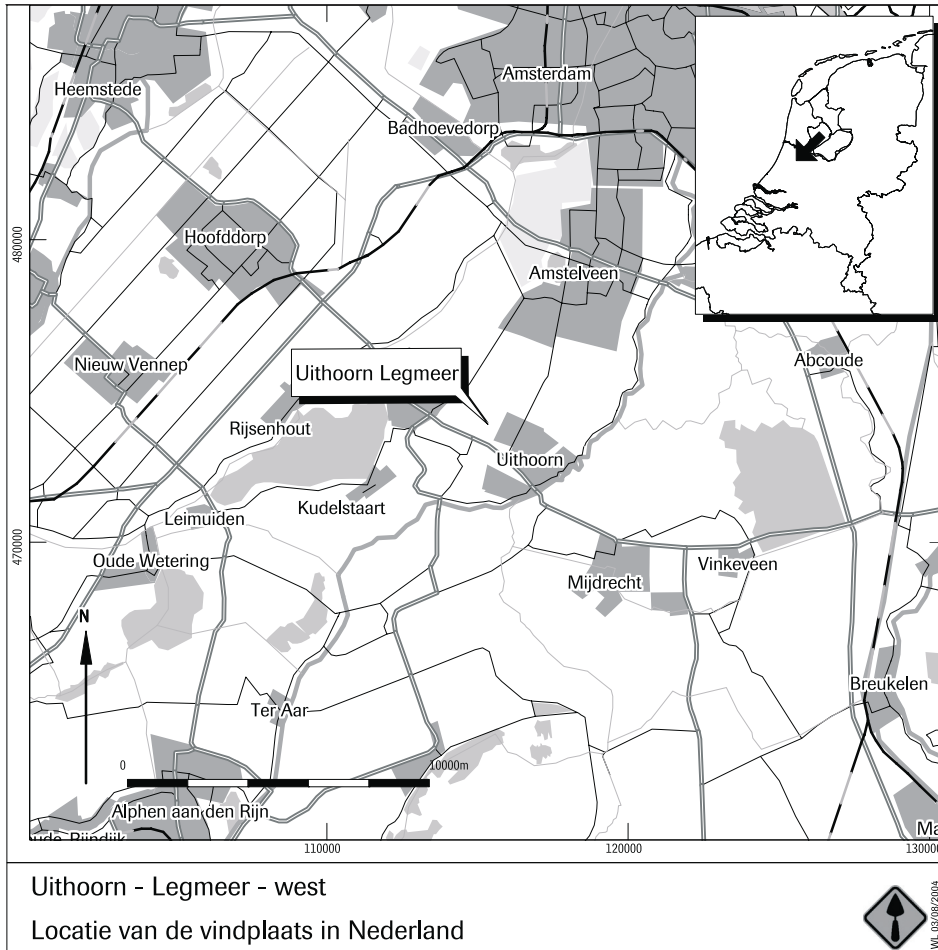 Amsterdam
Heemstede
Badhoevedorp
Hoofddorp
480000
Amstelveen
Nieuw Vennep
Abcoude
Uithoorn Legmeer
Rijsenhout
Uithoorn
Kudelstaart
Leimuiden
470000
Oude Wetering
Vinkeveen
Mijdrecht
N
Breukelen
Ter Aar
0
10000m
Alphen aan den Rijn
Ma
110000
120000
130000
Uithoorn - Legmeer - west
Locatie van de vindplaats in Nederland
WL 03/08/2004